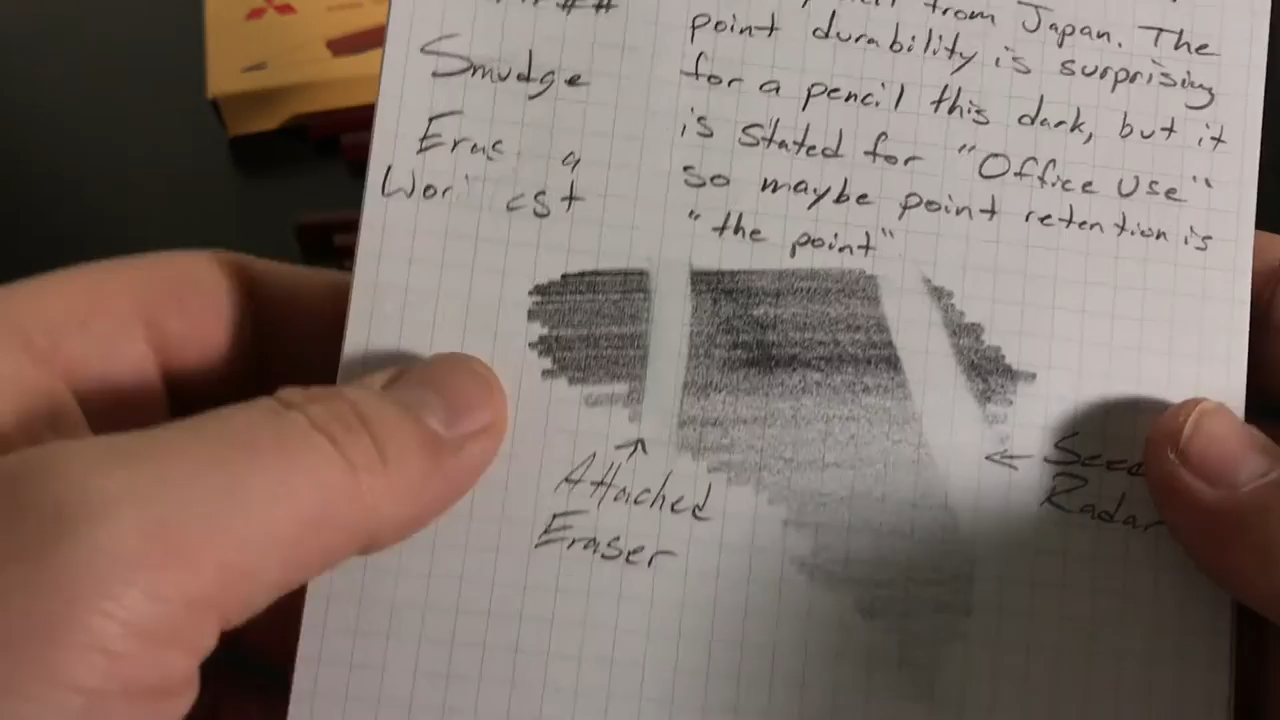 Smudge
from Japan. The
point durability is surprising
for a pencil this dark, but it
is stated for "Office Use"
so maybe point retention is
"the point"
Attached
Eraser
Radar